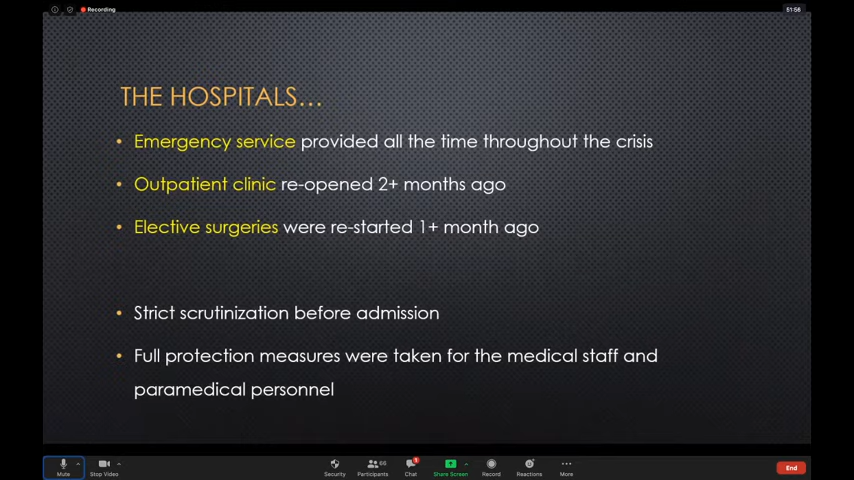 Recording
51:56
THE HOSPITALS...
• Emergency service provided all the time throughout the crisis
• Outpatient clinic re-opened 2+ months ago
• Elective surgeries were re-started 1+ month ago
• Strict scrutinization before admission
• Full protection measures were taken for the medical staff and
paramedical personnel
Mute
Stop Video
Security
Participants 66
Chat 1
Share Screen
Record
Reactions
More
End